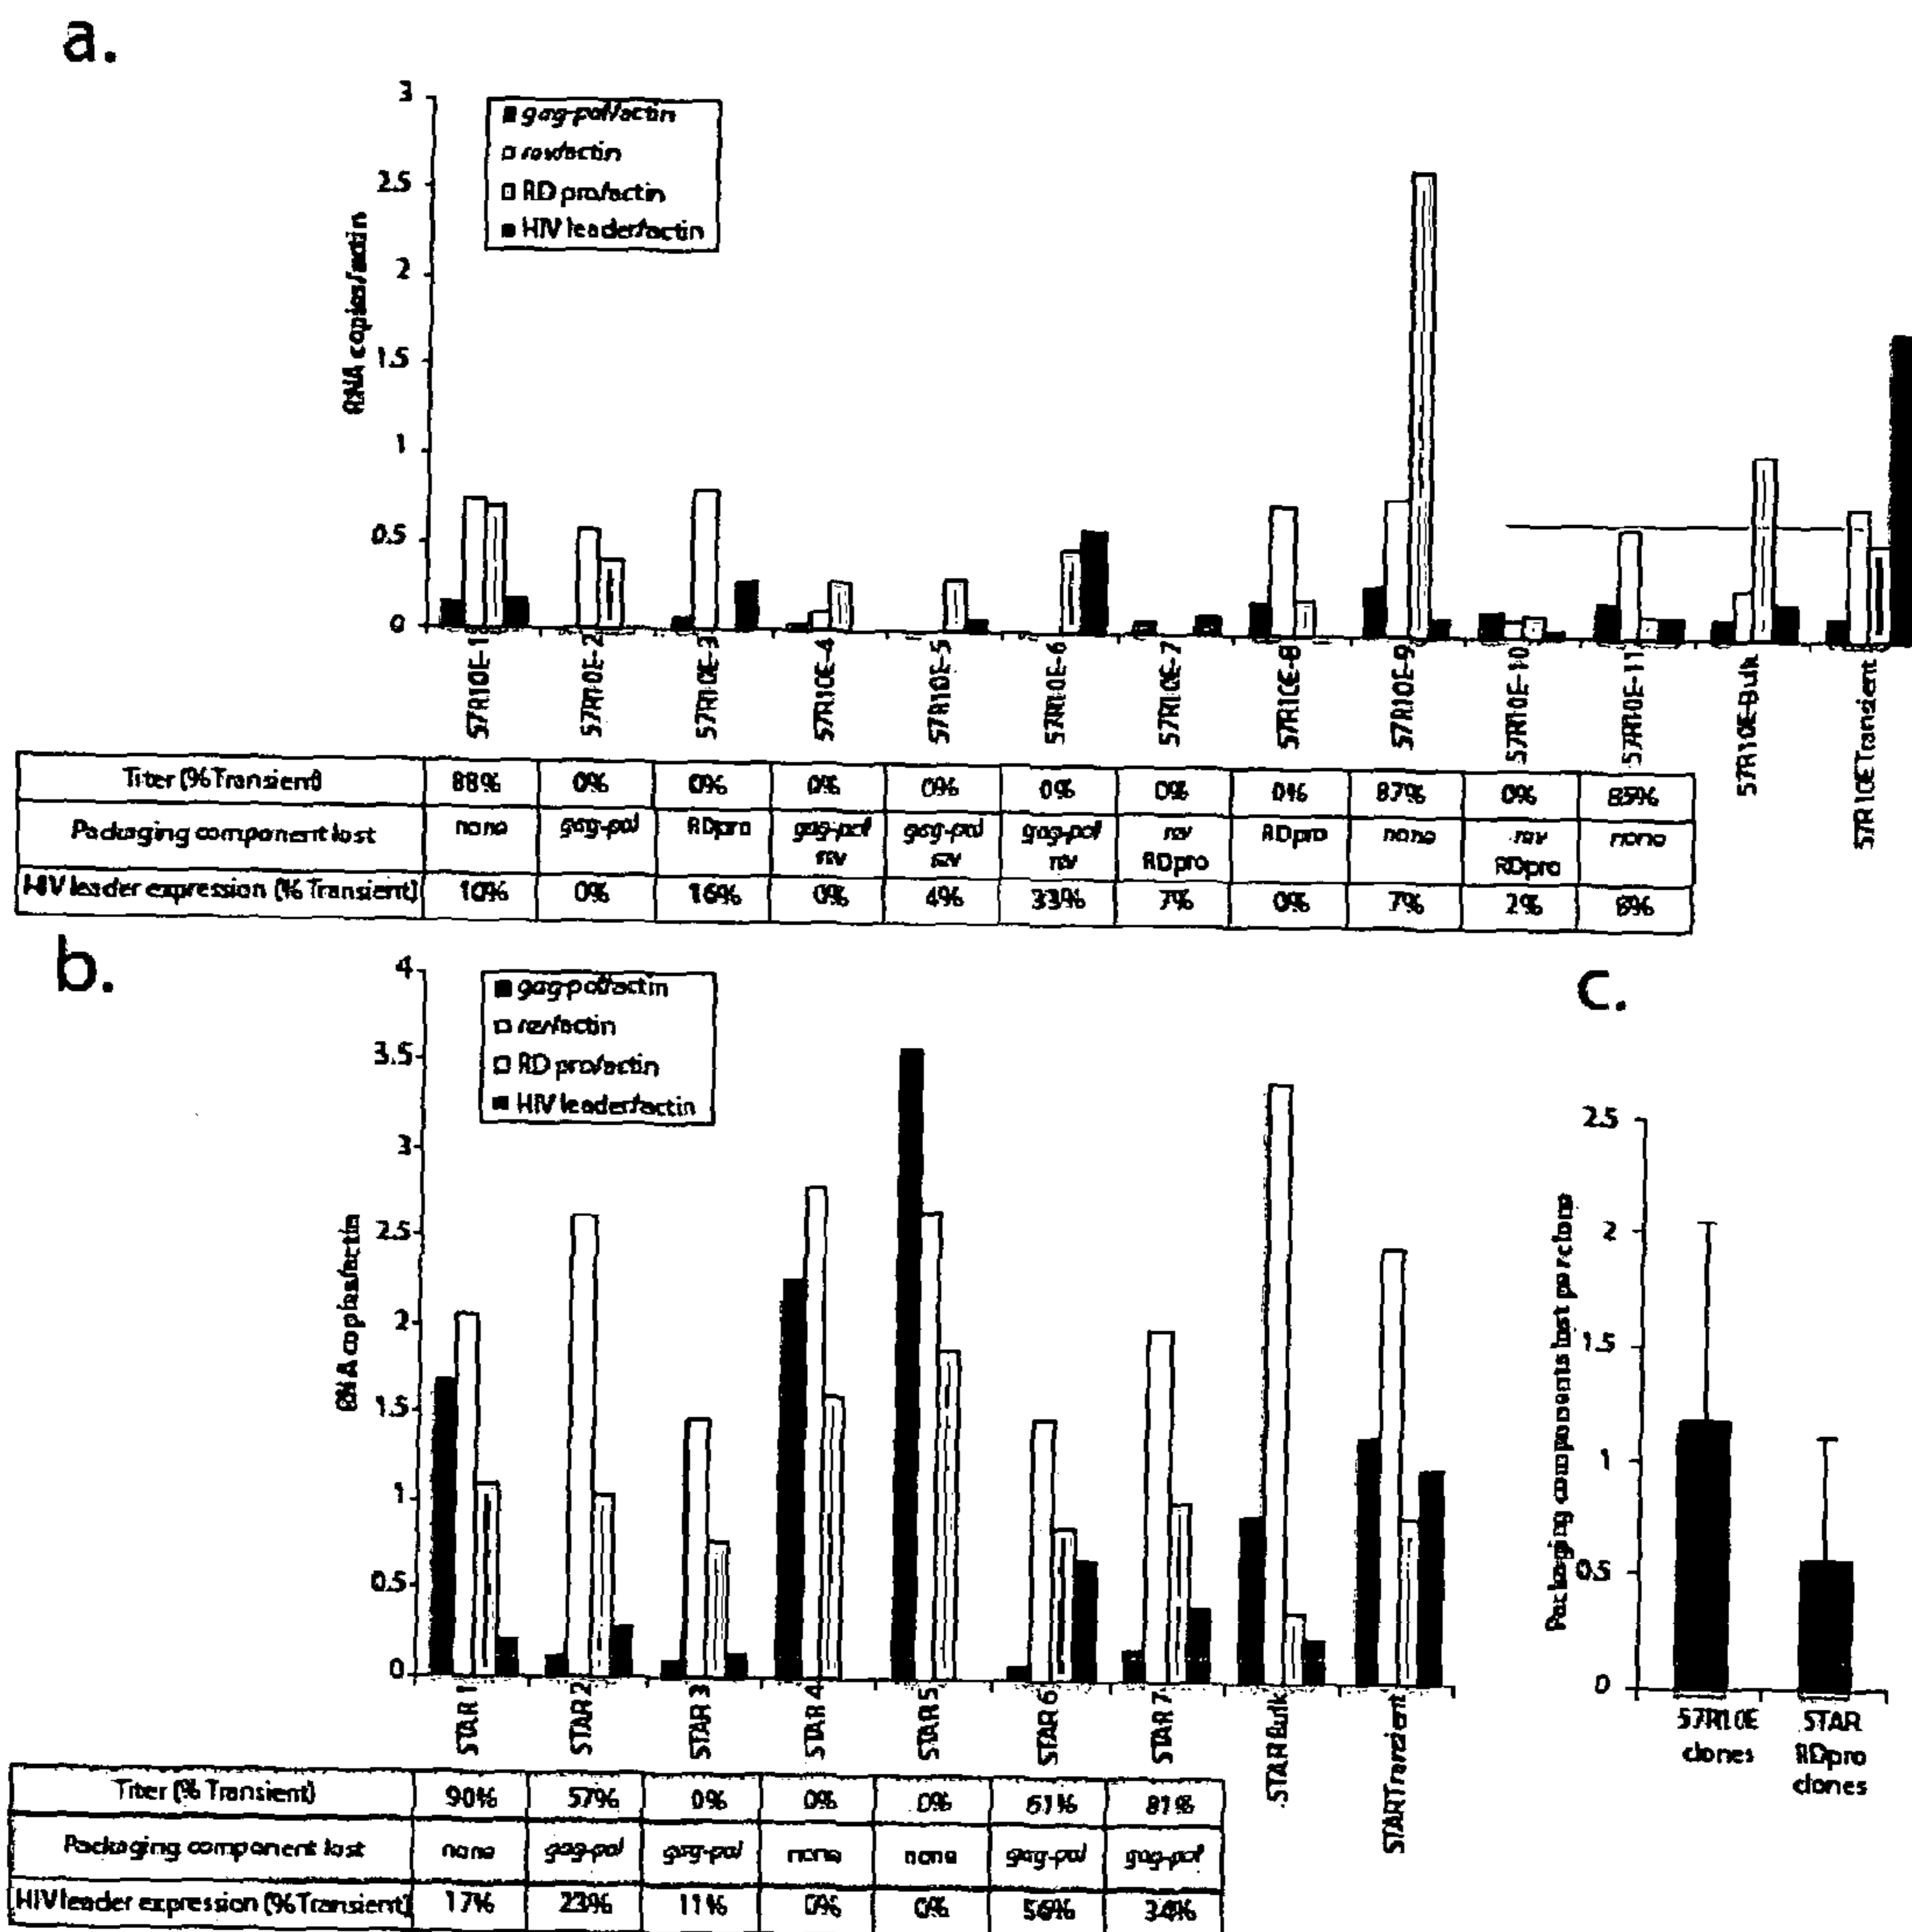 a.
3
2.5
2
1.5
1
0.5
0
RNA copies/actin
gag-pol/actin
rev/actin
RD pro/actin
HIV leader/actin
57R10E-1
57R10E-2
57R10E-3
57R10E-4
57R10E-5
57R10E-6
57R10E-7
57R10E-8
57R10E-9
57R10E-10
57R10E-11
57R10E Bulk
57R10E Transient
Titer (% Transient) 88% 0% 0% 0% 0% 0% 0% 0% 87% 0% 85%
Packaging component lost none gag-pol RDpro gag-pol rev gag-pol rev gag-pol rev rev RDpro RDpro none rev RDpro none
HIV leader expression (% Transient) 10% 0% 16% 0% 4% 33% 7% 0% 7% 2% 8%
b.
4
3.5
3
2.5
2
1.5
1
0.5
0
RNA copies/actin
gag-pol/actin
rev/actin
RD pro/actin
HIV leader/actin
STAR 1
STAR 2
STAR 3
STAR 4
STAR 5
STAR 6
STAR 7
STAR Bulk
STAR Transient
Titer (% Transient) 90% 57% 0% 0% 0% 61% 81%
Packaging component lost none gag-pol gag-pol none none gag-pol gag-pol
HIV leader expression (% Transient) 17% 23% 11% 0% 0% 56% 34%
c.
2.5
2
1.5
1
0.5
0
Packaging components lost per clone
57R10E
clones
STAR
RDpro
clones